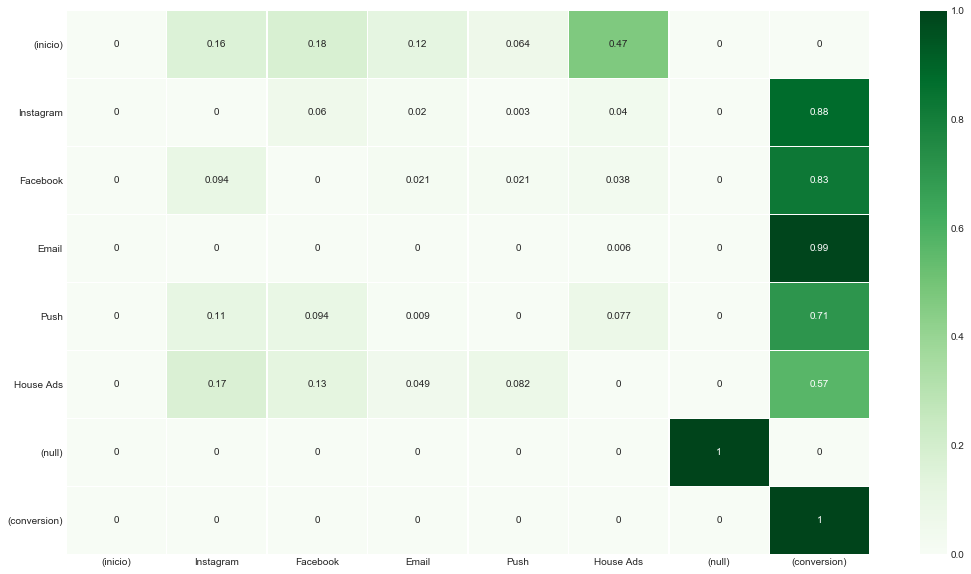 1.0
(inicio) 0 0.16 0.18 0.12 0.064 0.47 0 0
Instagram 0 0 0.06 0.02 0.003 0.04 0 0.88
0.8
Facebook 0 0.094 0 0.021 0.021 0.038 0 0.83
0.6
Email 0 0 0 0 0 0.006 0 0.99
Push 0 0.11 0.094 0.009 0 0.077 0 0.71
0.4
House Ads 0 0.17 0.13 0.049 0.082 0 0 0.57
0.2
(null) 0 0 0 0 0 0 1 0
(conversion) 0 0 0 0 0 0 0 1
0.0
(inicio) Instagram Facebook Email Push House Ads (null) (conversion)